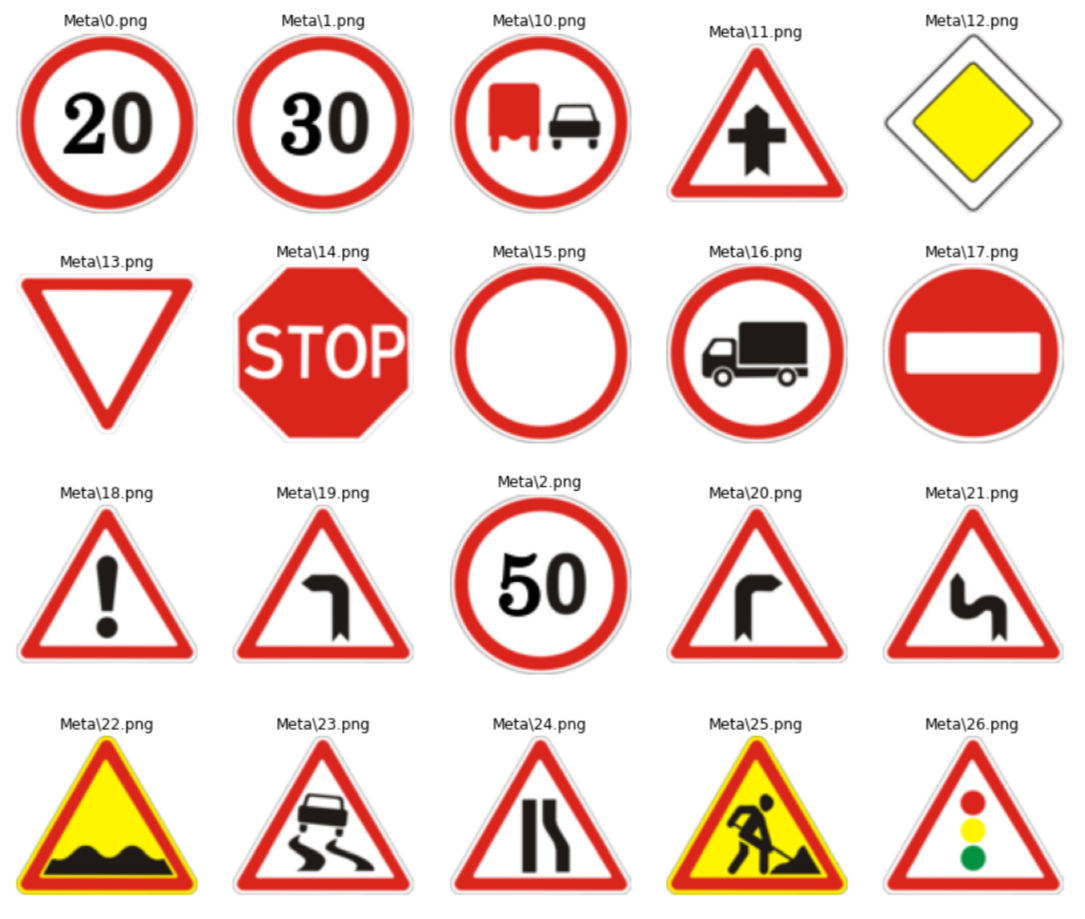 Meta\0.png
Meta\1.png
Meta\10.png
Meta\11.png
Meta\12.png
20
30
Meta\13.png
Meta\14.png
Meta\15.png
Meta\16.png
Meta\17.png
STOP
Meta\18.png
Meta\19.png
Meta\2.png
Meta\20.png
Meta\21.png
50
Meta\22.png
Meta\23.png
Meta\24.png
Meta\25.png
Meta\26.png